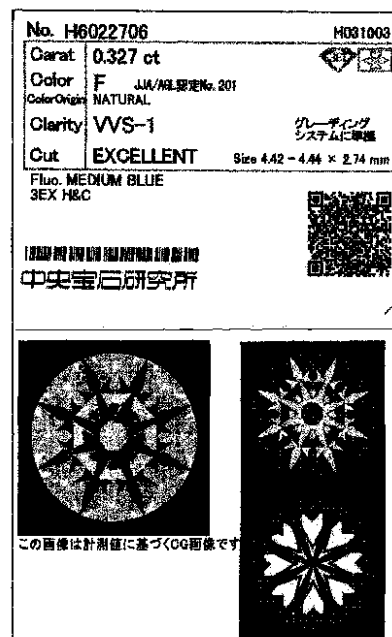 No. H6022706 H031003
Carat 0.327 ct
Color F JJA/AGL認定No. 201
ColorOrigin NATURAL
Clarity VVS-1 グレーディング
システムに準拠
Cut EXCELLENT Size 4.42 - 4.44 × 2.74 mm
Fluo. MEDIUM BLUE
3EX H&C
中央宝石研究所
この画像は計測値に基づくCG画像です